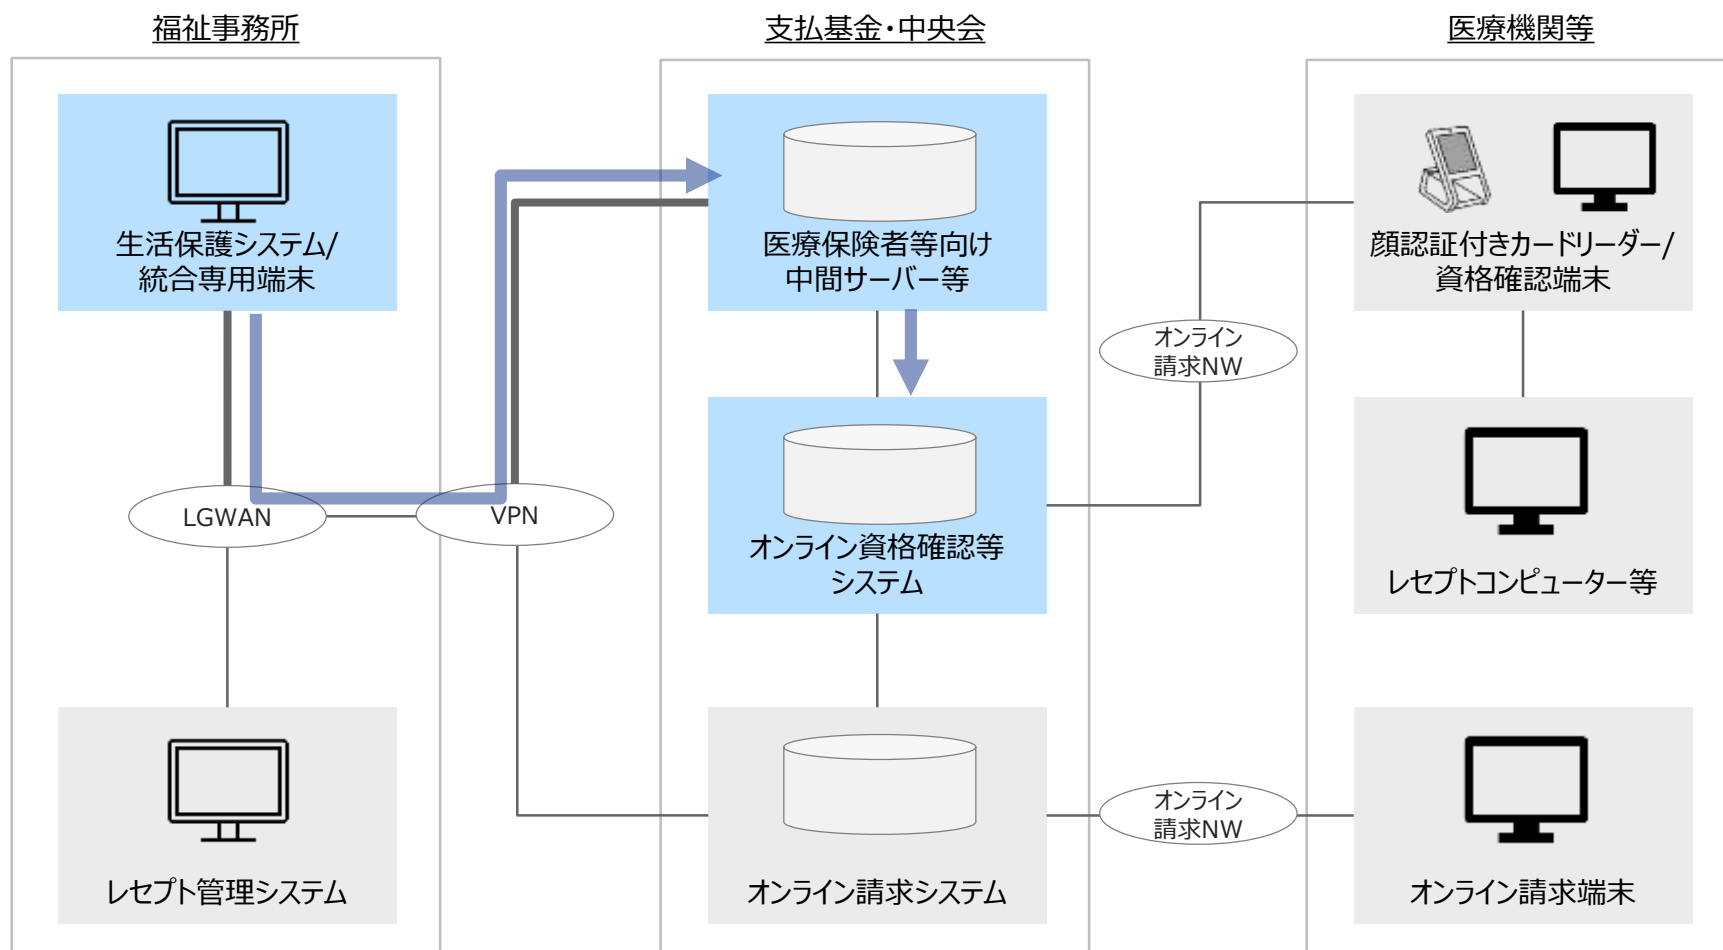 福祉事務所
支払基金・中央会
医療機関等
生活保護システム/
統合専用端末
医療保険者等向け
中間サーバー等
顔認証付きカードリーダー/
資格確認端末
オンライン
請求NW
LGWAN
VPN
オンライン資格確認等
システム
レセプトコンピューター等
オンライン
請求NW
レセプト管理システム
オンライン請求システム
オンライン請求端末